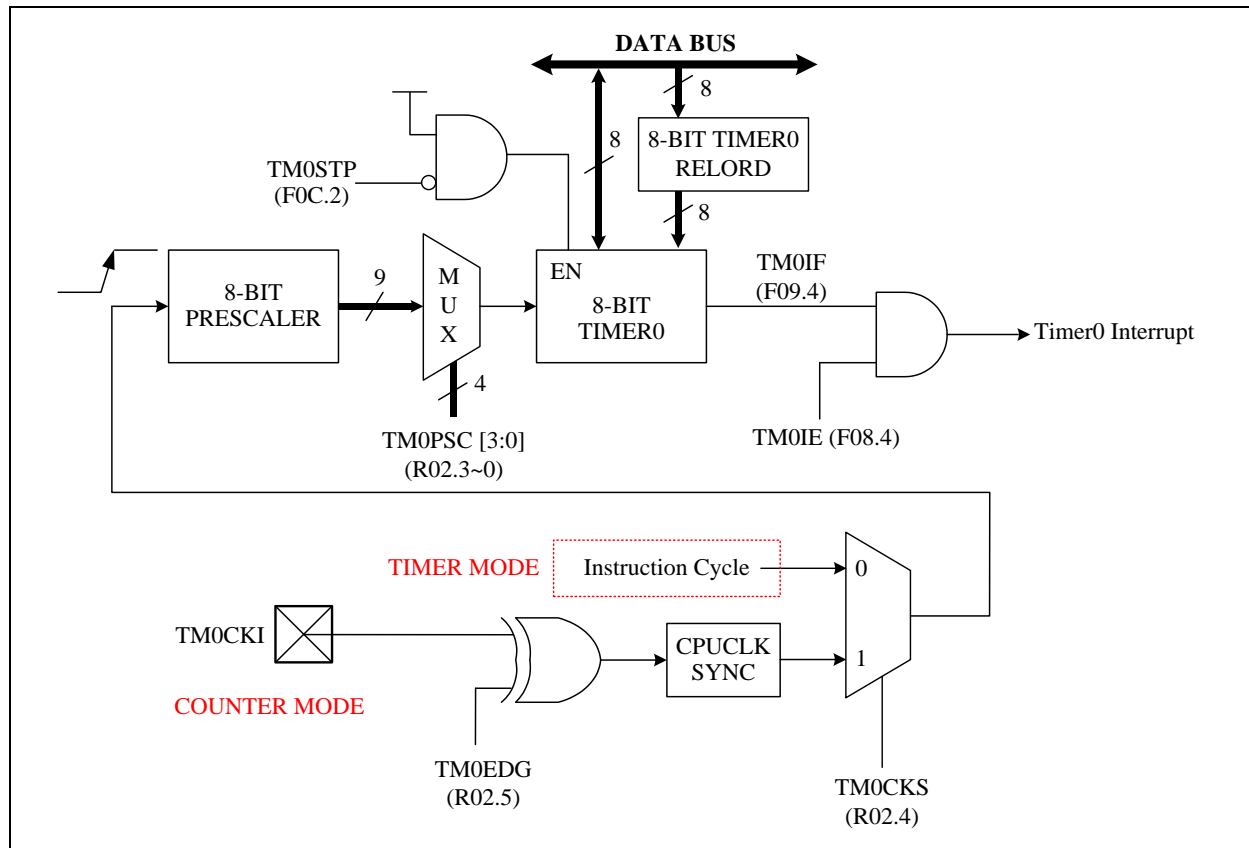 DATA BUS
8
8-BIT TIMER0
RELORD
8
8
TM0STP
(F0C.2)
8-BIT
PRESCALER
9
M
U
X
4
TM0PSC [3:0]
(R02.3~0)
EN
8-BIT
TIMER0
TM0IF
(F09.4)
Timer0 Interrupt
TM0IE (F08.4)
TIMER MODE
Instruction Cycle
0
TM0CKI
CPUCLK
SYNC
1
COUNTER MODE
TM0EDG
(R02.5)
TM0CKS
(R02.4)